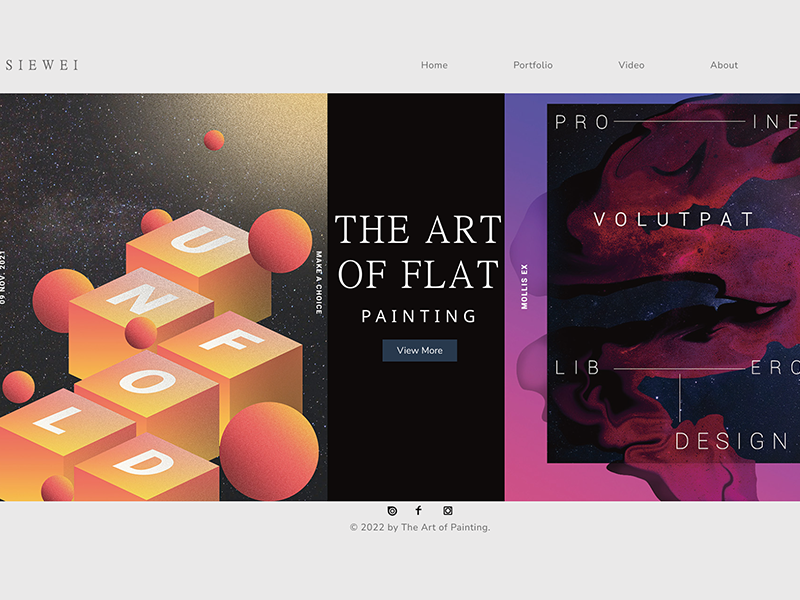 SIEWEI
Home
Portfolio
Video
About
09 NOV. 2021
U
N
F
O
L
D
MAKE A CHOICE
THE ART
OF FLAT
PAINTING
View More
MOLLIS EX
PRO INE
VOLUTPAT
LIB ERO
DESIGN
© 2022 by The Art of Painting.